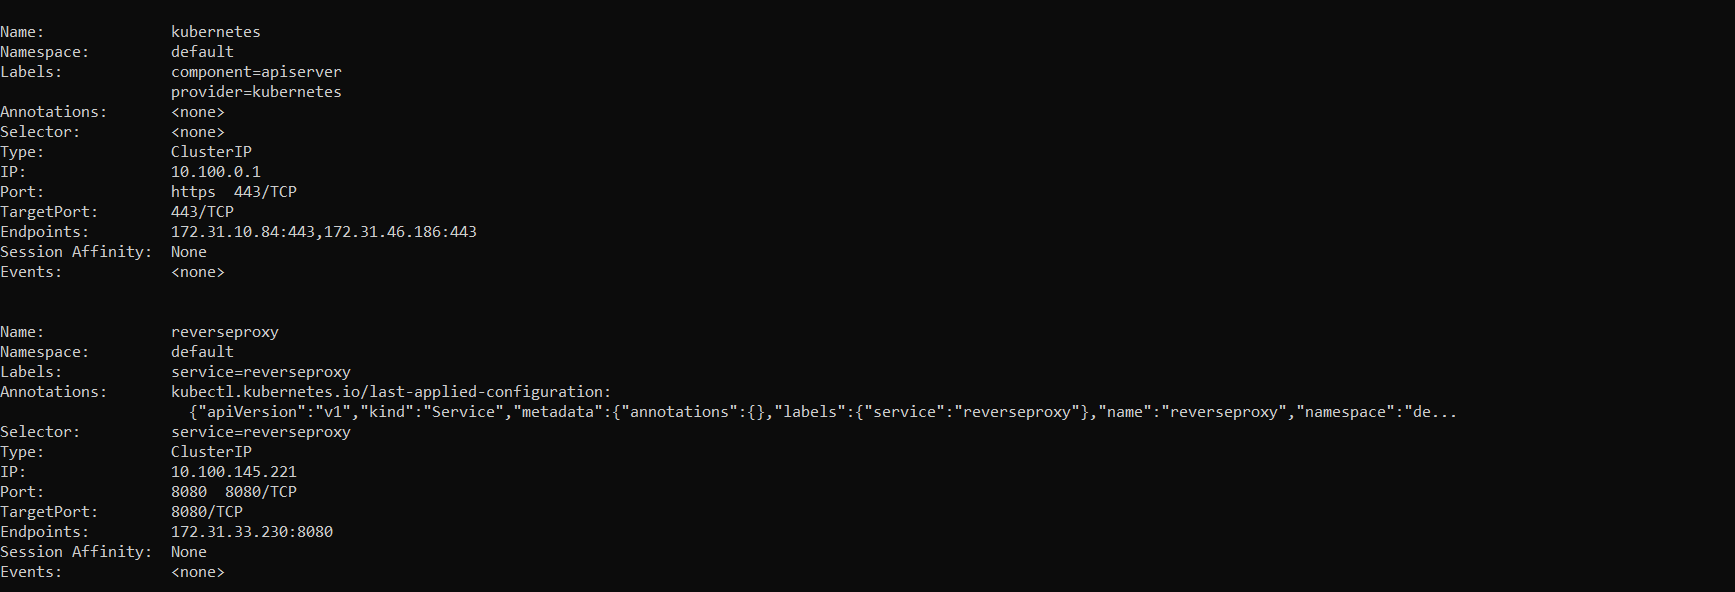 Name:              kubernetes
Namespace:         default
Labels:            component=apiserver
                   provider=kubernetes
Annotations:       <none>
Selector:          <none>
Type:              ClusterIP
IP:                10.100.0.1
Port:              https  443/TCP
TargetPort:        443/TCP
Endpoints:         172.31.10.84:443,172.31.46.186:443
Session Affinity:  None
Events:            <none>

Name:              reverseproxy
Namespace:         default
Labels:            service=reverseproxy
Annotations:       kubectl.kubernetes.io/last-applied-configuration:
                     {"apiVersion":"v1","kind":"Service","metadata":{"annotations":{},"labels":{"service":"reverseproxy"},"name":"reverseproxy","namespace":"de...
Selector:          service=reverseproxy
Type:              ClusterIP
IP:                10.100.145.221
Port:              8080  8080/TCP
TargetPort:        8080/TCP
Endpoints:         172.31.33.230:8080
Session Affinity:  None
Events:            <none>